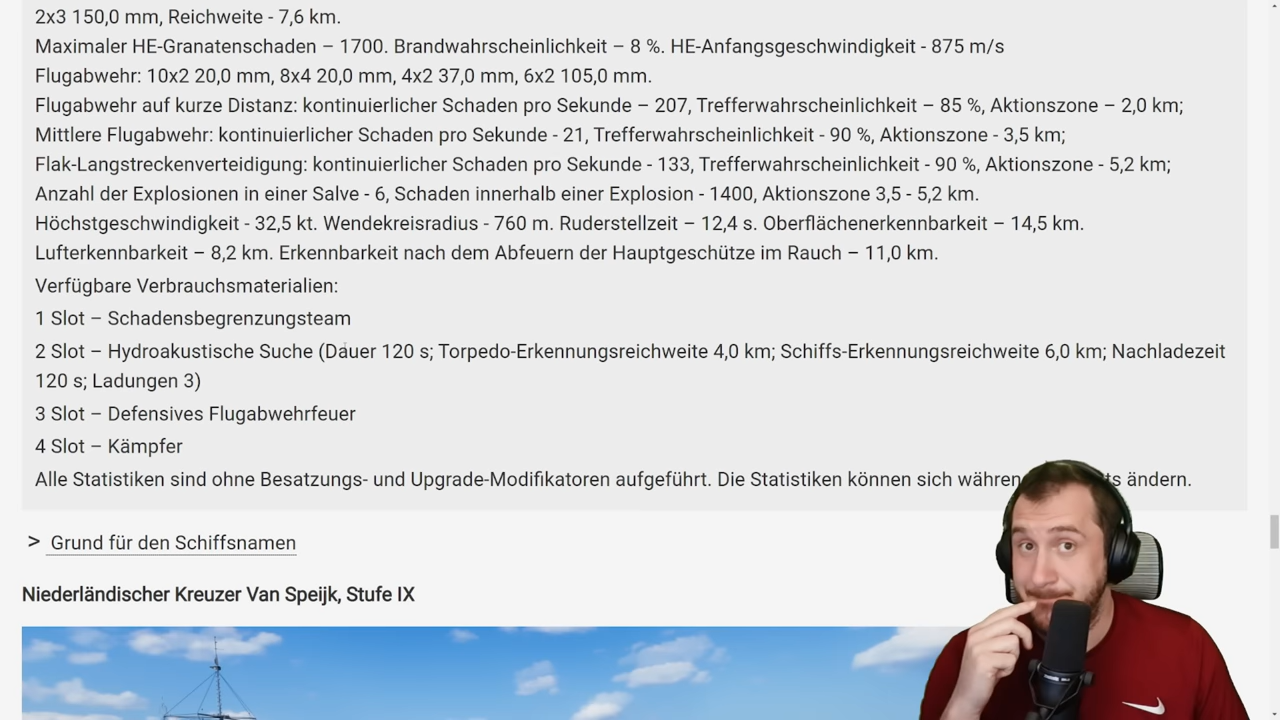 2x3 150,0 mm, Reichweite - 7,6 km.
Maximaler HE-Granatenschaden – 1700. Brandwahrscheinlichkeit – 8 %. HE-Anfangsgeschwindigkeit - 875 m/s
Flugabwehr: 10x2 20,0 mm, 8x4 20,0 mm, 4x2 37,0 mm, 6x2 105,0 mm.
Flugabwehr auf kurze Distanz: kontinuierlicher Schaden pro Sekunde – 207, Trefferwahrscheinlichkeit – 85 %, Aktionszone – 2,0 km;
Mittlere Flugabwehr: kontinuierlicher Schaden pro Sekunde - 21, Trefferwahrscheinlichkeit - 90 %, Aktionszone - 3,5 km;
Flak-Langstreckenverteidigung: kontinuierlicher Schaden pro Sekunde - 133, Trefferwahrscheinlichkeit - 90 %, Aktionszone - 5,2 km;
Anzahl der Explosionen in einer Salve - 6, Schaden innerhalb einer Explosion - 1400, Aktionszone 3,5 - 5,2 km.
Höchstgeschwindigkeit - 32,5 kt. Wendekreisradius - 760 m. Ruderstellzeit – 12,4 s. Oberflächenerkennbarkeit – 14,5 km.
Lufterkennbarkeit – 8,2 km. Erkennbarkeit nach dem Abfeuern der Hauptgeschütze im Rauch – 11,0 km.
Verfügbare Verbrauchsmaterialien:
1 Slot – Schadensbegrenzungsteam
2 Slot – Hydroakustische Suche (Dauer 120 s; Torpedo-Erkennungsreichweite 4,0 km; Schiffs-Erkennungsreichweite 6,0 km; Nachladezeit
120 s; Ladungen 3)
3 Slot – Defensives Flugabwehrfeuer
4 Slot – Kämpfer
Alle Statistiken sind ohne Besatzungs- und Upgrade-Modifikatoren aufgeführt. Die Statistiken können sich ändern.
> Grund für den Schiffsnamen
Niederländischer Kreuzer Van Speijk, Stufe IX